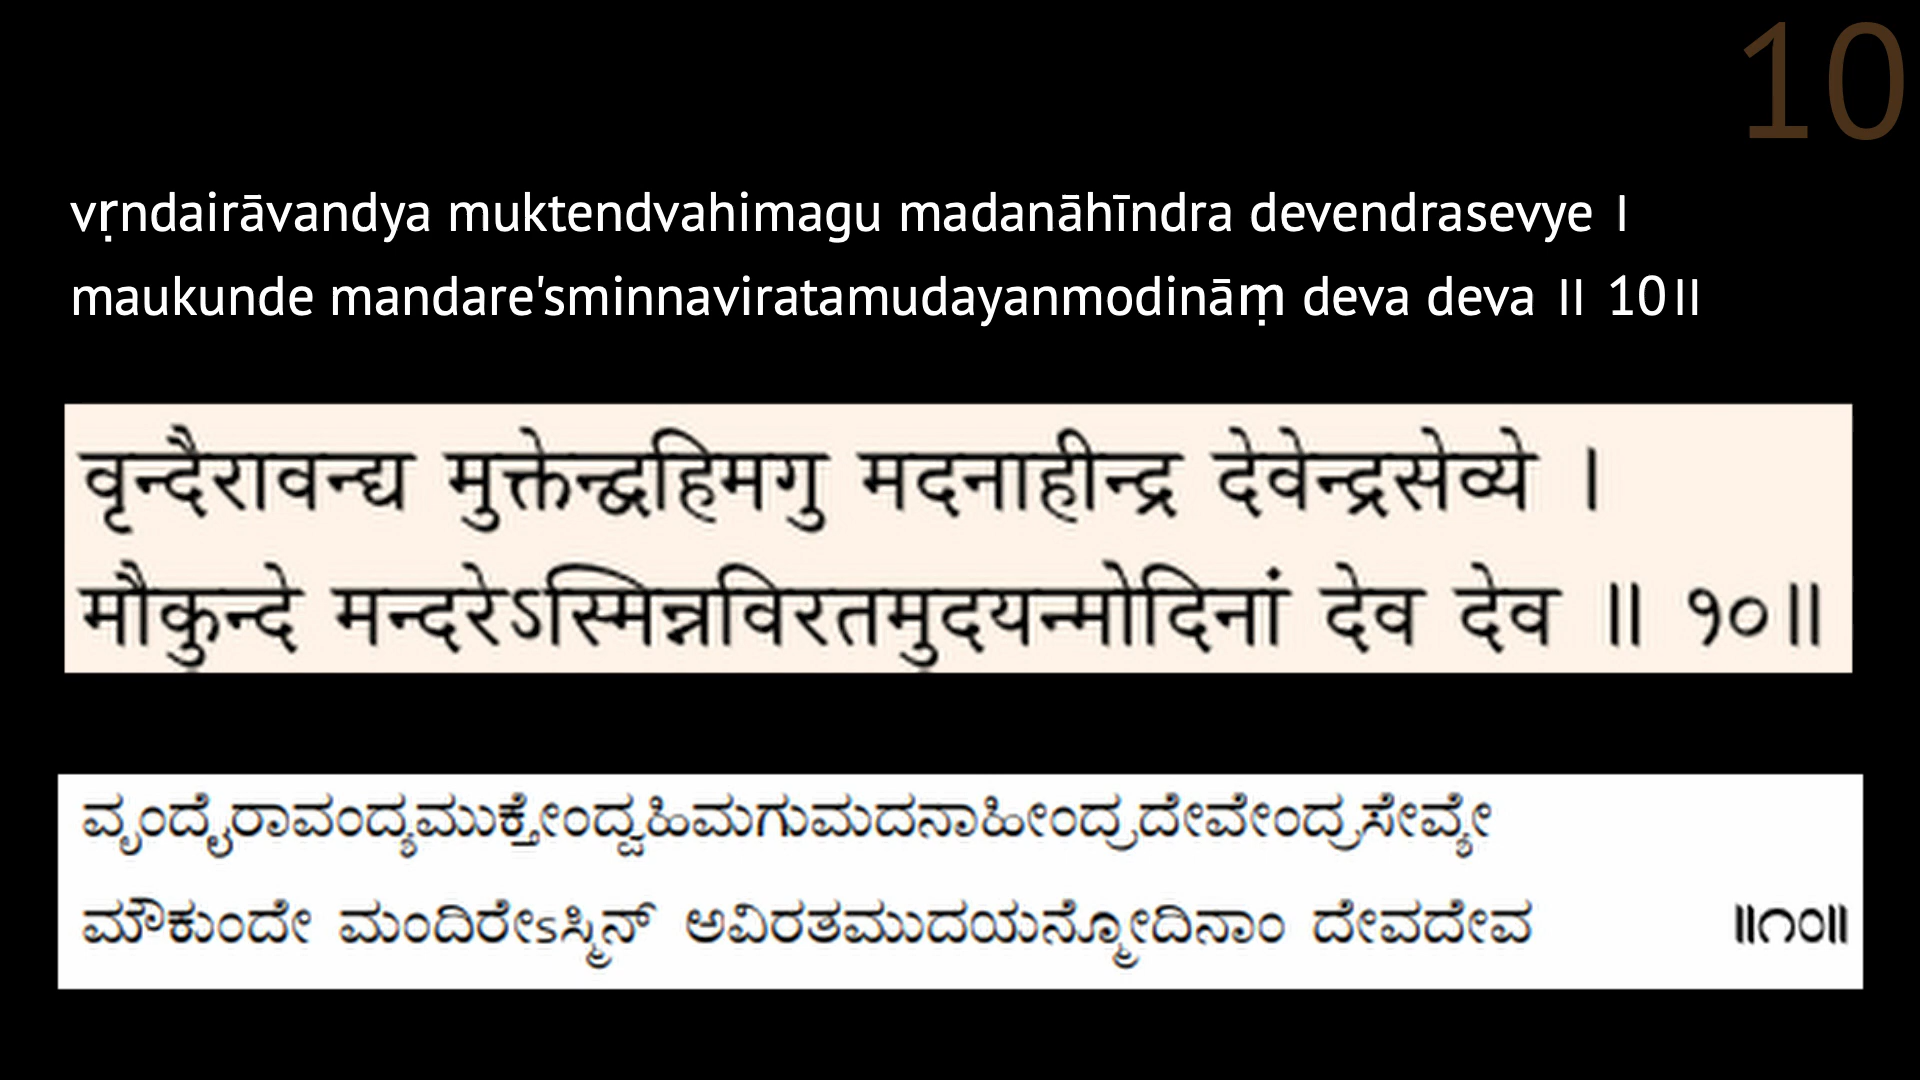 10
vṛndairāvandya muktendvahimagu madanāhīndra devendrasevye ।
maukunde mandare'sminnaviratamudayanmodināṃ deva deva ॥ 10॥
वृन्दैरावन्द्य मुक्तेन्द्वहिमगु मदनाहीन्द्र देवेन्द्रसेव्ये ।
मौकुन्दे मन्दरेऽस्मिन्नविरतमुदयन्मोदिनां देव देव ॥ १०॥
ವೃಂದೈರಾವಂದ್ಯಮುಕ್ತೇಂದ್ವಹಿಮಗುಮದನಾಹೀಂದ್ರದೇವೇಂದ್ರಸೇವ್ಯೇ
ಮೌಕುಂದೇ ಮಂದಿರೇsಸ್ಮಿನ್ ಅವಿರತಮುದಯನ್ಮೋದಿನಾಂ ದೇವದೇವ ॥೧೦॥